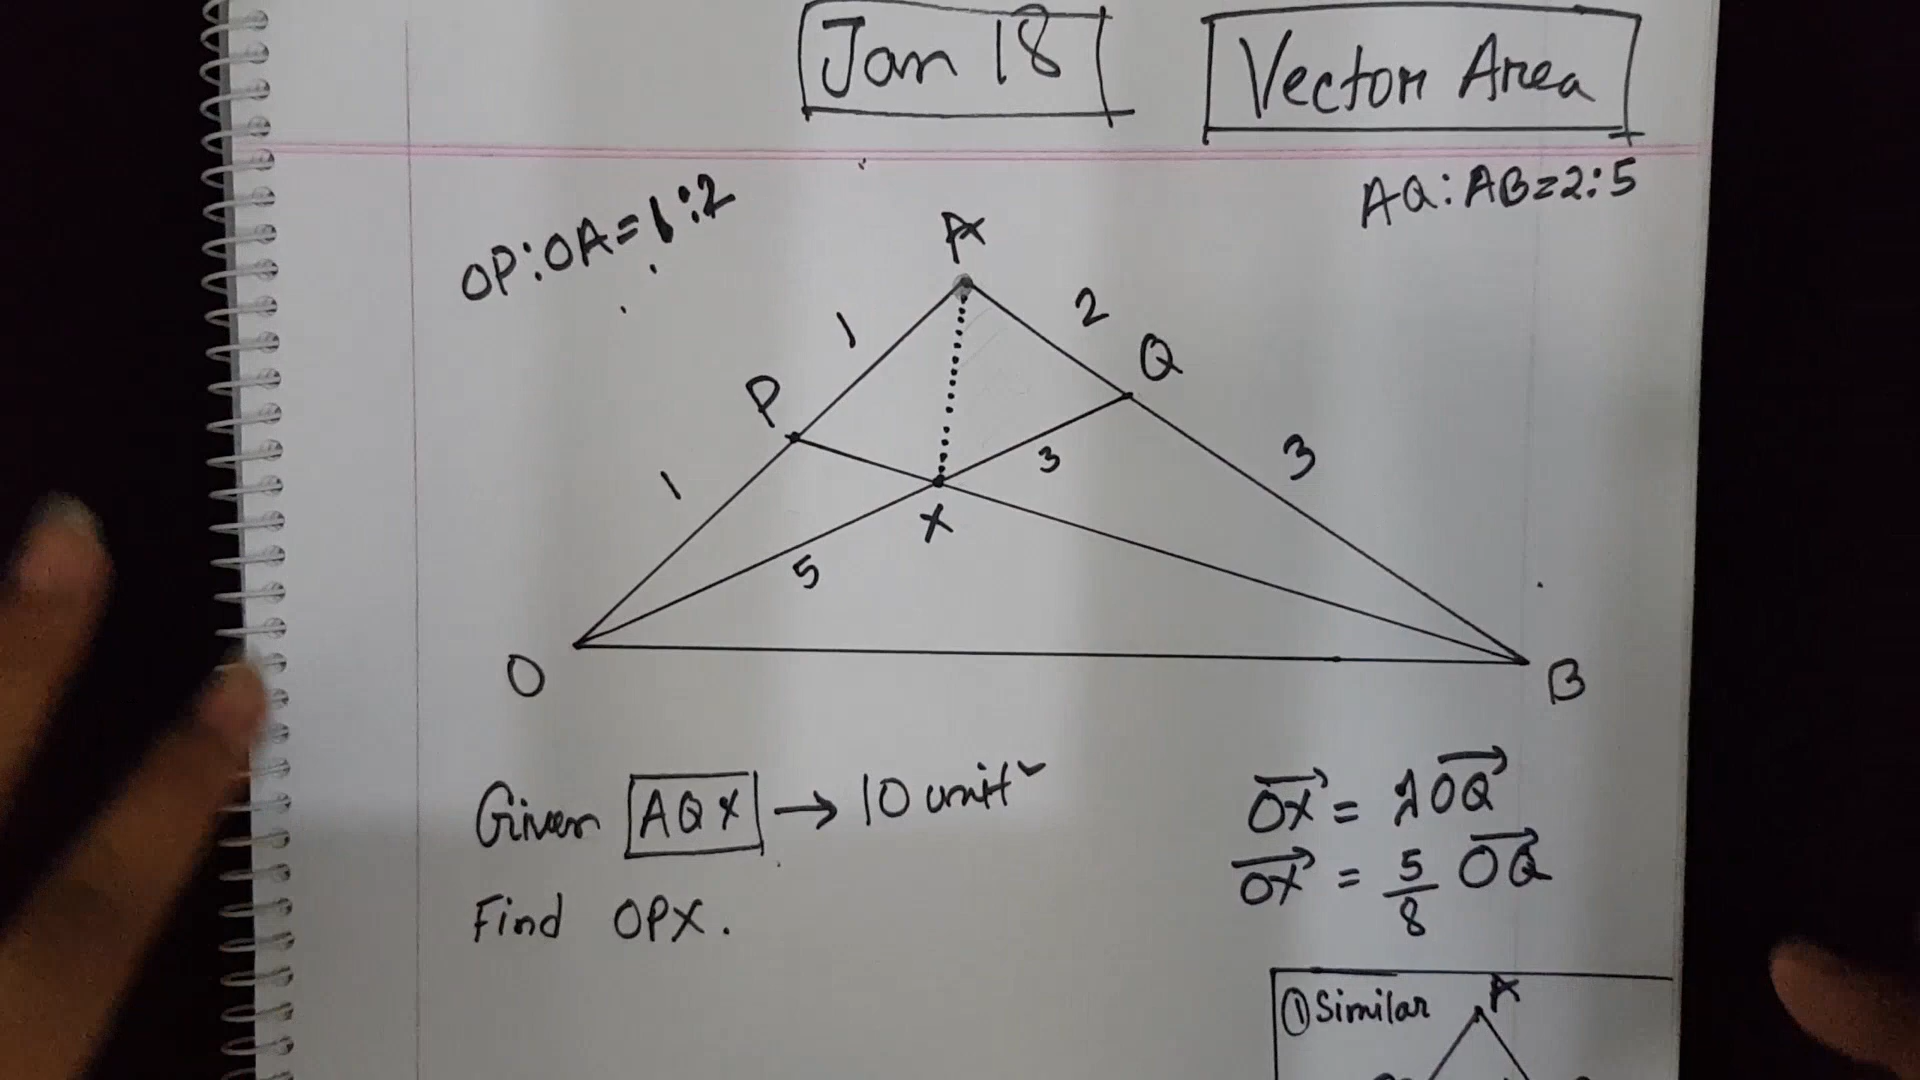 Jan 18
Vector Area
OP:OA=1:2
AQ:AB=2:5
A
1
2
Q
P
3
1
3
X
5
O
B
Given AQX → 10 unit²
Find OPX.
OX = λOQ
OX = 5/8 OQ
① Similar
A